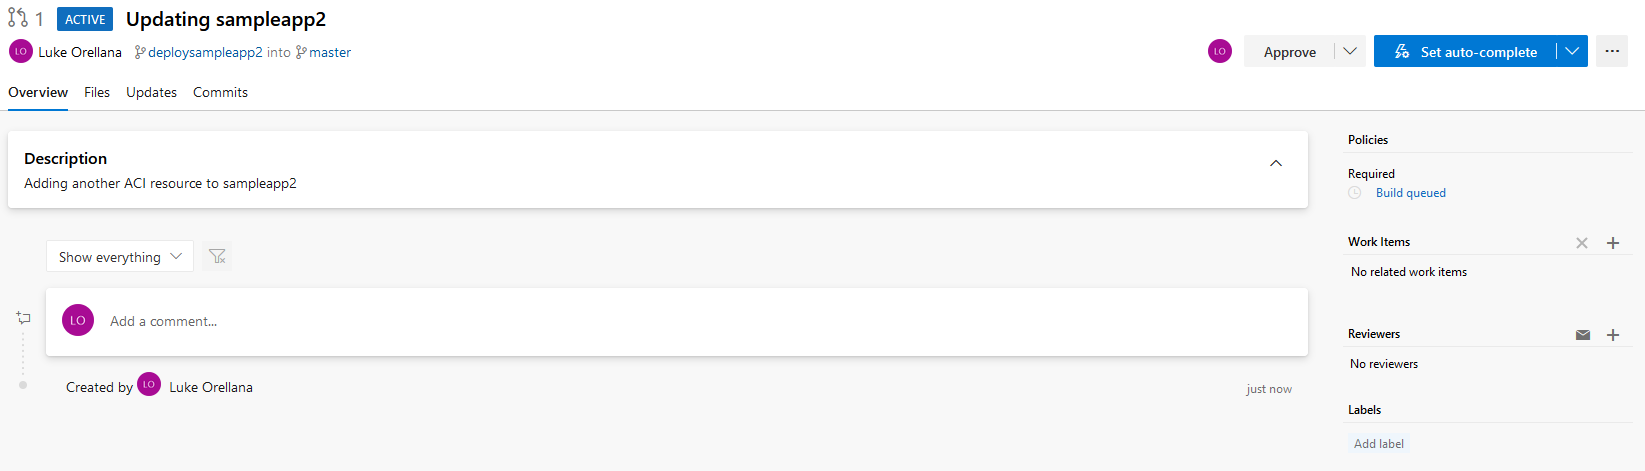 1 ACTIVE Updating sampleapp2
LO Luke Orellana deploysampleapp2 into master
LO Approve Set auto-complete
Overview Files Updates Commits
Description
Adding another ACI resource to sampleapp2
Show everything
LO Add a comment...
Created by LO Luke Orellana just now
Policies
Required
Build queued
Work Items
No related work items
Reviewers
No reviewers
Labels
Add label